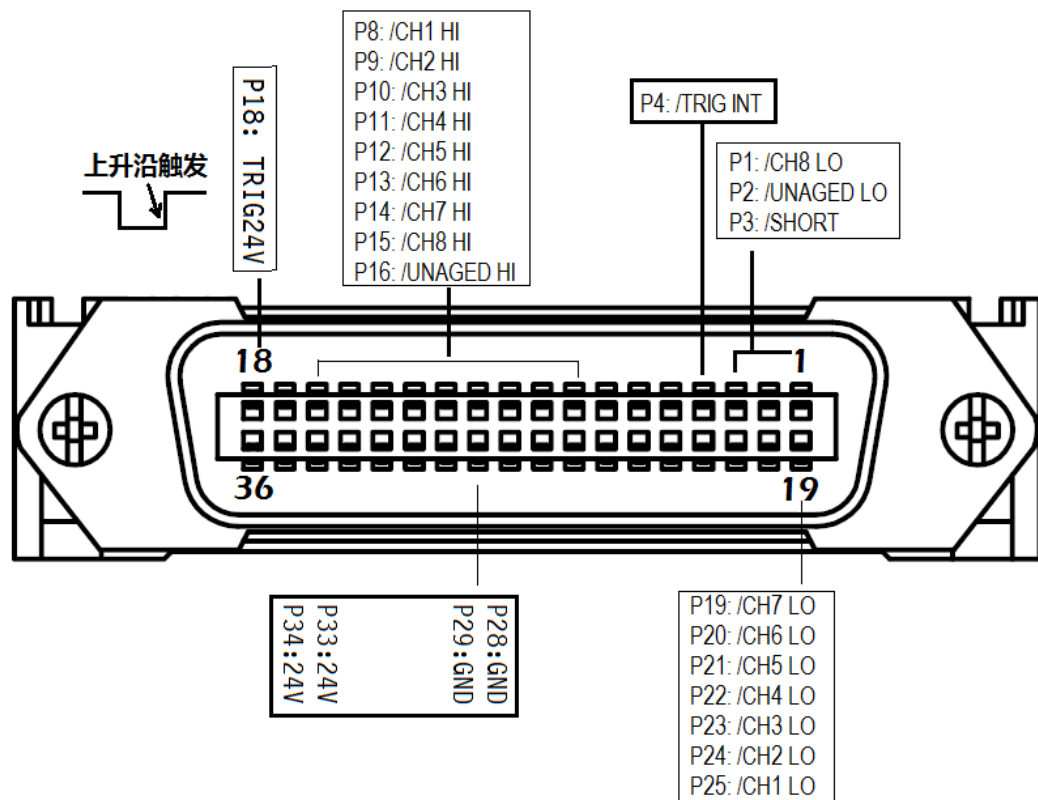 P8: /CH1 HI
P9: /CH2 HI
P10: /CH3 HI
P11: /CH4 HI
P12: /CH5 HI
P13: /CH6 HI
P14: /CH7 HI
P15: /CH8 HI
P16: /UNAGED HI
P18: TRIG24V
上升沿触发
P4: /TRIG INT
P1: /CH8 LO
P2: /UNAGED LO
P3: /SHORT
18
1
36
19
P28:GND
P29:GND
P33:24V
P34:24V
P19: /CH7 LO
P20: /CH6 LO
P21: /CH5 LO
P22: /CH4 LO
P23: /CH3 LO
P24: /CH2 LO
P25: /CH1 LO